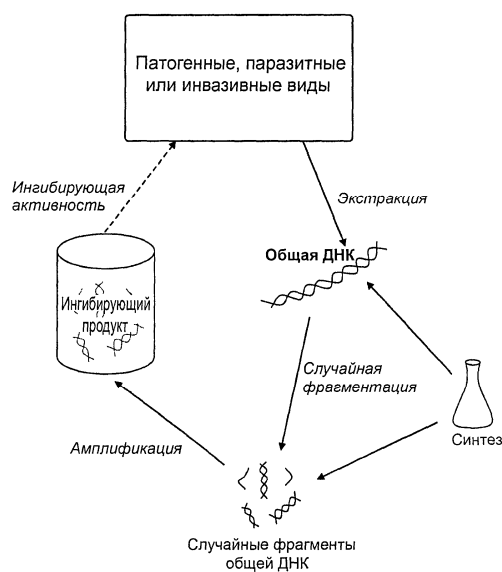 Патогенные, паразитные
или инвазивные виды
Ингибирующая
активность
Экстракция
Общая ДНК
Ингибирующий
продукт
Случайная
фрагментация
Синтез
Амплификация
Случайные фрагменты
общей ДНК